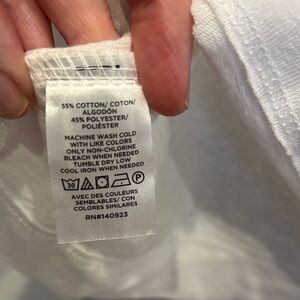 55% COTTON/ COTON/
ALGODÓN
45% POLYESTER/
POLIÉSTER
MACHINE WASH COLD
WITH LIKE COLORS
ONLY NON-CHLORINE
BLEACH WHEN NEEDED
TUMBLE DRY LOW
COOL IRON WHEN NEEDED
30 P
AVEC DES COULEURS
SEMBLABLES/ CON
COLORES SIMILARES
RN#140923